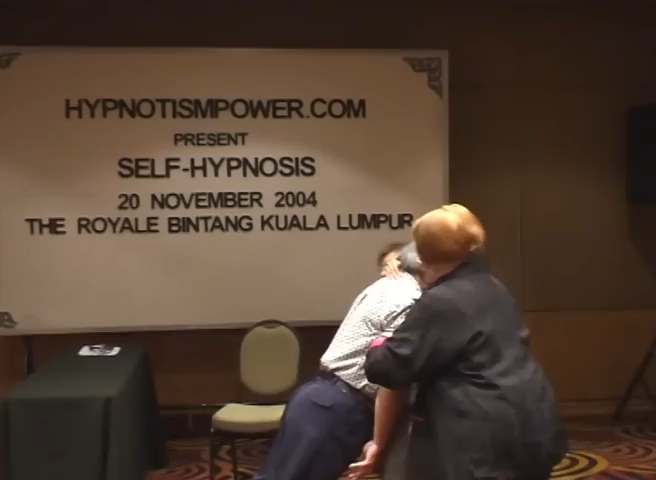 HYPNOTISMPOWER.COM
PRESENT
SELF-HYPNOSIS
20 NOVEMBER 2004
THE ROYALE BINTANG KUALA LUMPUR